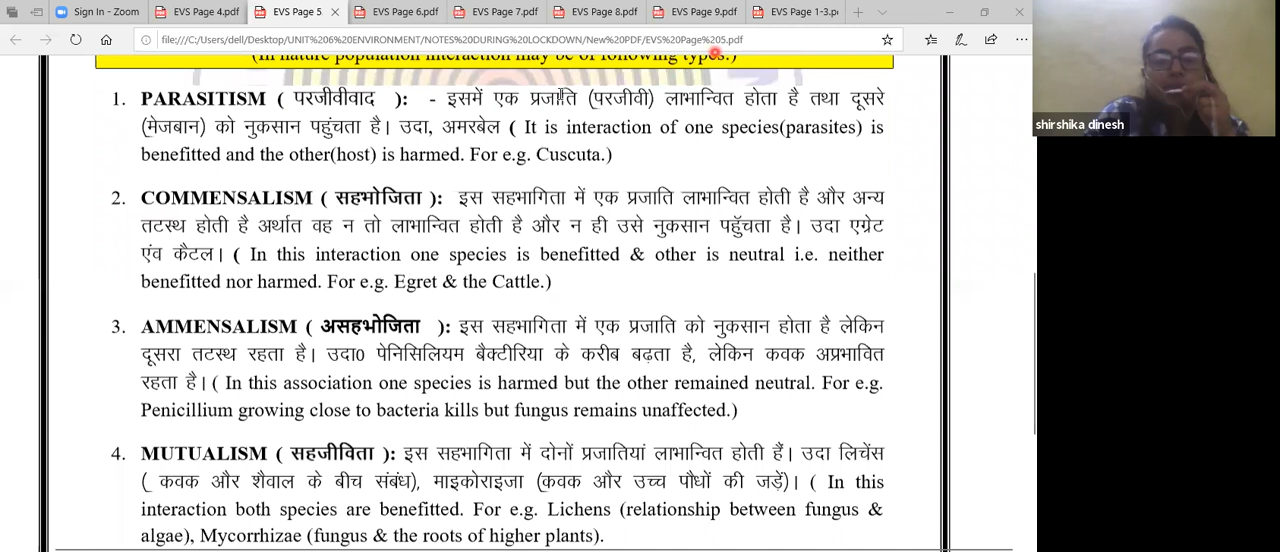 Sign In - Zoom EVS Page 4.pdf EVS Page 5 EVS Page 6.pdf EVS Page 7.pdf EVS Page 8.pdf EVS Page 9.pdf EVS Page 1-3.p
file:///C:/Users/dell/Desktop/UNIT%206%20ENVIRONMENT/NOTES%20DURING%20LOCKDOWN/New%20PDF/EVS%20Page%205.pdf
(In nature population interaction may be of following types.)
1. PARASITISM ( परजीवीवाद ): - इसमें एक प्रजाति (परजीवी) लाभान्वित होता है तथा दूसरे
(मेजबान) को नुकसान पहुंचता है। उदा, अमरबेल ( It is interaction of one species(parasites) is
benefitted and the other(host) is harmed. For e.g. Cuscuta.)
2. COMMENSALISM ( सहभोजिता ): इस सहभागिता में एक प्रजाति लाभान्वित होती है और अन्य
तटस्थ होती है अर्थात वह न तो लाभान्वित होती है और न ही उसे नुकसान पहुॅचता है। उदा एग्रेट
एंव कैटल। ( In this interaction one species is benefitted & other is neutral i.e. neither
benefitted nor harmed. For e.g. Egret & the Cattle.)
3. AMMENSALISM ( असहभोजिता ): इस सहभागिता में एक प्रजाति को नुकसान होता है लेकिन
दूसरा तटस्थ रहता है। उदा0 पेनिसिलियम बैक्टीरिया के करीब बढ़ता है, लेकिन कवक अप्रभावित
रहता है। ( In this association one species is harmed but the other remained neutral. For e.g.
Penicillium growing close to bacteria kills but fungus remains unaffected.)
4. MUTUALISM ( सहजीविता ): इस सहभागिता में दोनों प्रजातियां लाभान्वित होती हैं। उदा लिचेंस
( कवक और शैवाल के बीच संबंध), माइकोराइजा (कवक और उच्च पौधों की जड़ें)। ( In this
interaction both species are benefitted. For e.g. Lichens (relationship between fungus &
algae), Mycorrhizae (fungus & the roots of higher plants).
shirshika dinesh